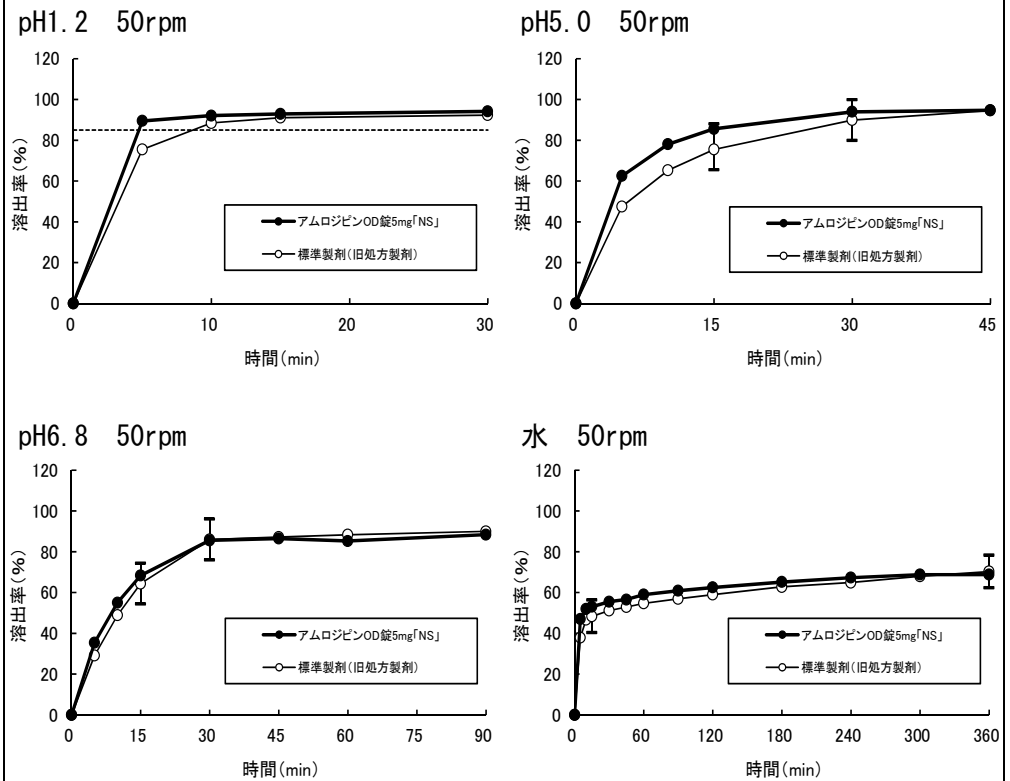 pH1.2　50rpm
120
100
80
60
40
20
0
溶出率(%)
アムロジピンOD錠5mg「NS」
標準製剤(旧処方製剤)
0 10 20 30
時間(min)
pH5.0　50rpm
120
100
80
60
40
20
0
溶出率(%)
アムロジピンOD錠5mg「NS」
標準製剤(旧処方製剤)
0 15 30 45
時間(min)
pH6.8　50rpm
120
100
80
60
40
20
0
溶出率(%)
アムロジピンOD錠5mg「NS」
標準製剤(旧処方製剤)
0 15 30 45 60 75 90
時間(min)
水　50rpm
120
100
80
60
40
20
0
溶出率(%)
アムロジピンOD錠5mg「NS」
標準製剤(旧処方製剤)
0 60 120 180 240 300 360
時間(min)